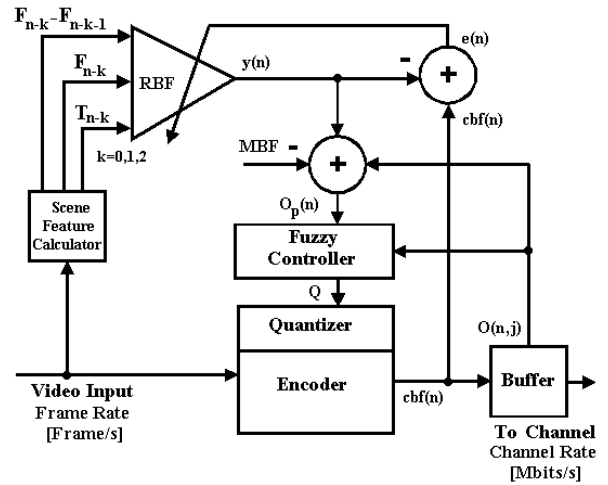 F_{n-k}-F_{n-k-1}
e(n)
F_{n-k}
RBF
y(n)
-
+
T_{n-k}
cbf(n)
k=0,1,2
MBF
-
+
Scene
Feature
Calculator
O_p(n)
Fuzzy
Controller
Q
Quantizer
O(n,j)
Encoder
Buffer
cbf(n)
Video Input
Frame Rate
[Frame/s]
To Channel
Channel Rate
[Mbits/s]